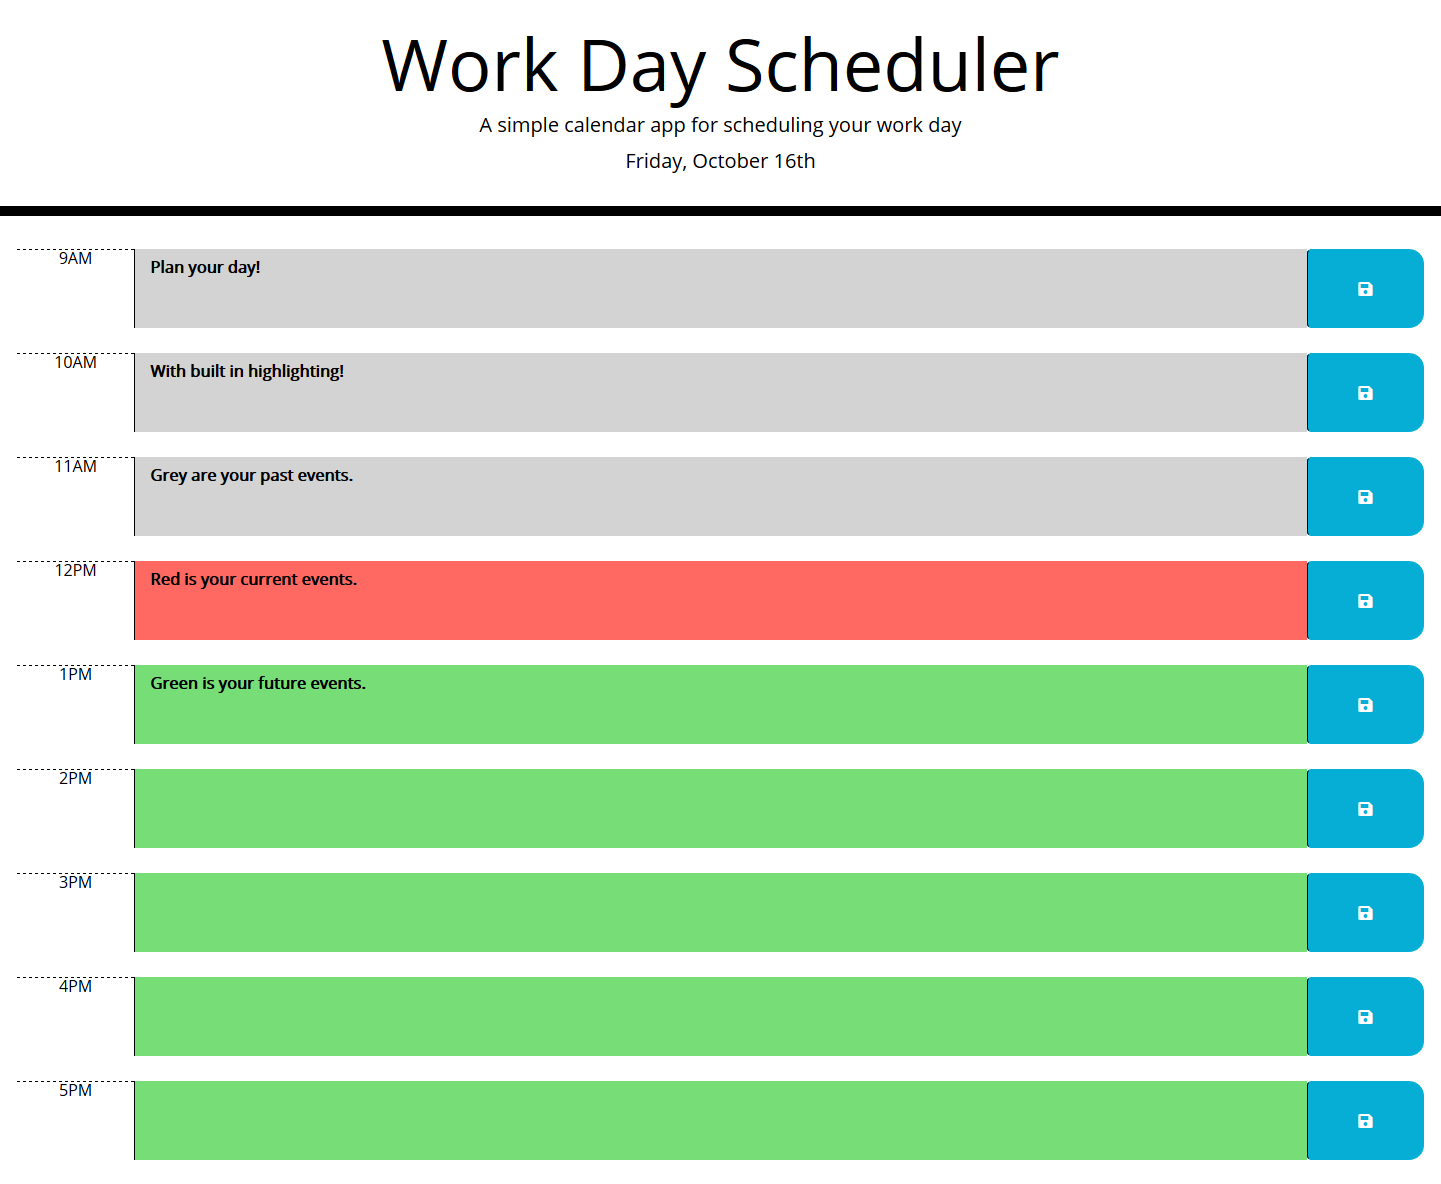 Work Day Scheduler
A simple calendar app for scheduling your work day
Friday, October 16th
9AM
Plan your day!
10AM
With built in highlighting!
11AM
Grey are your past events.
12PM
Red is your current events.
1PM
Green is your future events.
2PM
3PM
4PM
5PM